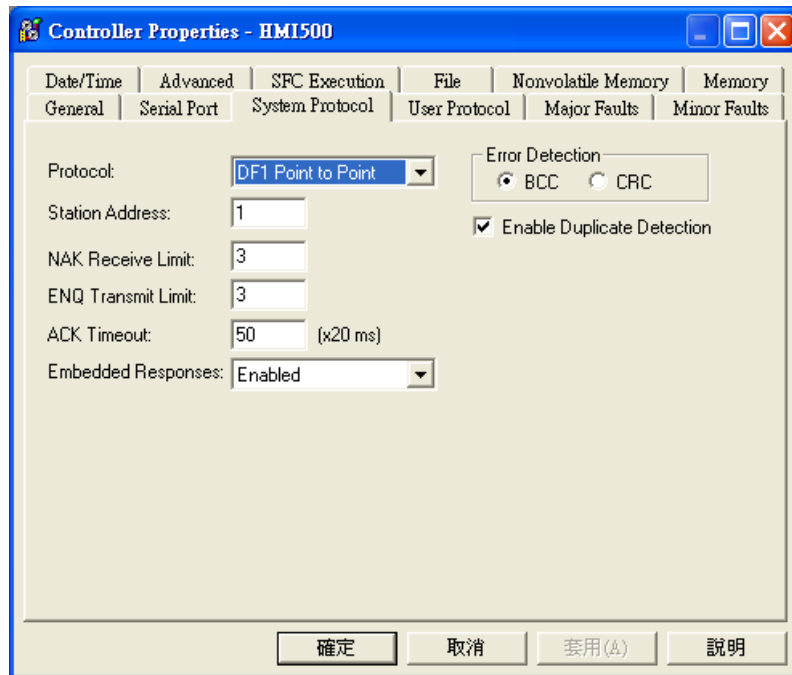 Controller Properties - HMI500
Date/Time Advanced SFC Execution File Nonvolatile Memory Memory
General Serial Port System Protocol User Protocol Major Faults Minor Faults
Protocol: DF1 Point to Point
Station Address: 1
NAK Receive Limit: 3
ENQ Transmit Limit: 3
ACK Timeout: 50 (x20 ms)
Embedded Responses: Enabled
Error Detection
BCC CRC
Enable Duplicate Detection
確定 取消 套用(A) 說明